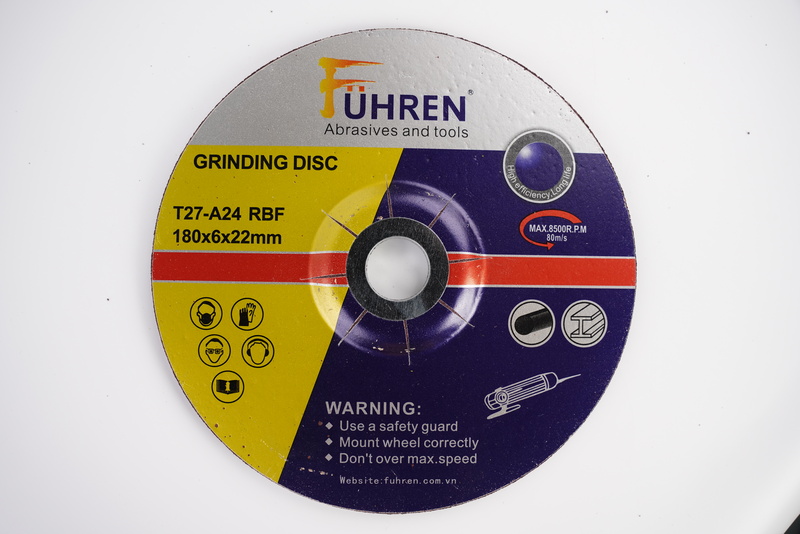 FÜHREN®
Abrasives and tools
GRINDING DISC
High efficiency.Long life
T27-A24 RBF
180x6x22mm
MAX.8500R.P.M
80m/s
WARNING:
◆ Use a safety guard
◆ Mount wheel correctly
◆ Don't over max.speed
Website:fuhren.com.vn